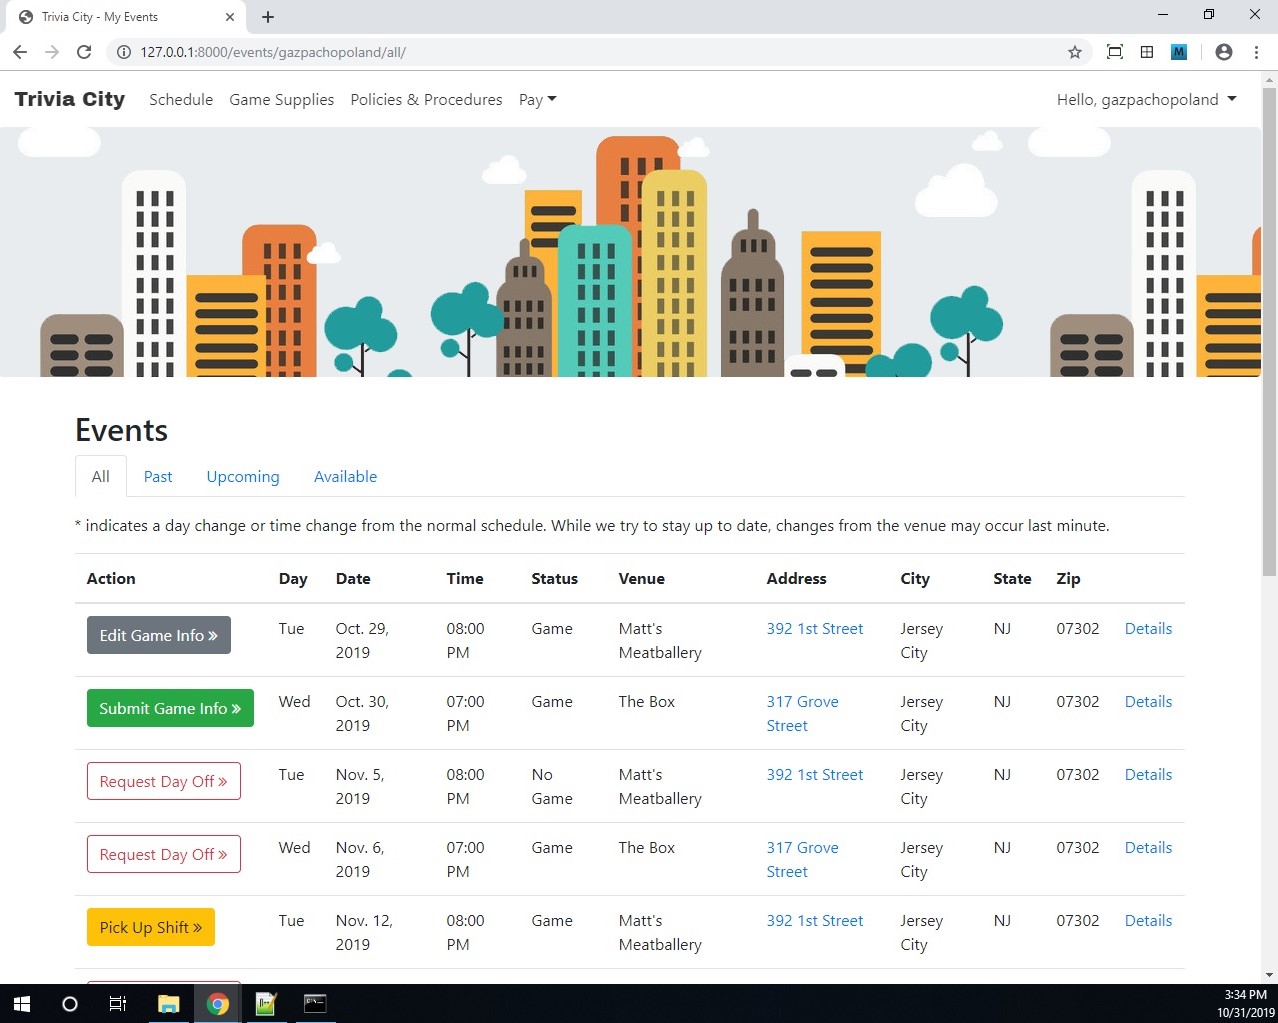 Trivia City - My Events
127.0.0.1:8000/events/gazpachopoland/all/
M
Trivia City Schedule Game Supplies Policies & Procedures Pay Hello, gazpachopoland
Events
All Past Upcoming Available
* indicates a day change or time change from the normal schedule. While we try to stay up to date, changes from the venue may occur last minute.
Action Day Date Time Status Venue Address City State Zip
Edit Game Info » Tue Oct. 29, 08:00 Game Matt's 392 1st Street Jersey NJ 07302 Details
2019 PM Meatballery City
Submit Game Info » Wed Oct. 30, 07:00 Game The Box 317 Grove Jersey NJ 07302 Details
2019 PM Street City
Request Day Off » Tue Nov. 5, 08:00 No Matt's 392 1st Street Jersey NJ 07302 Details
2019 PM Game Meatballery City
Request Day Off » Wed Nov. 6, 07:00 Game The Box 317 Grove Jersey NJ 07302 Details
2019 PM Street City
Pick Up Shift » Tue Nov. 12, 08:00 Game Matt's 392 1st Street Jersey NJ 07302 Details
2019 PM Meatballery City
3:34 PM
10/31/2019